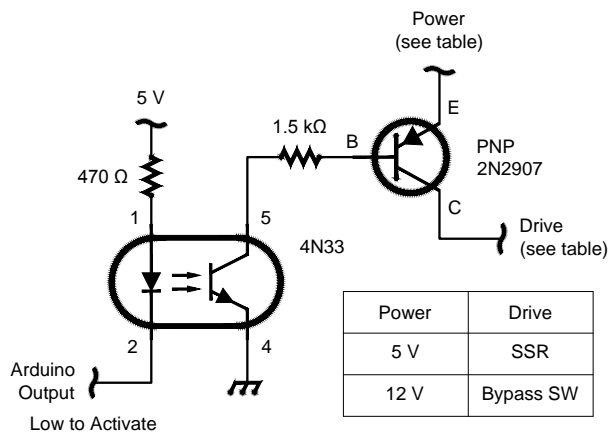 Power
(see table)
5 V
E
1.5 kΩ
B
PNP
2N2907
470 Ω
C
1
5
Drive
(see table)
4N33
2
4
Arduino
Output
Low to Activate
Power Drive
5 V SSR
12 V Bypass SW